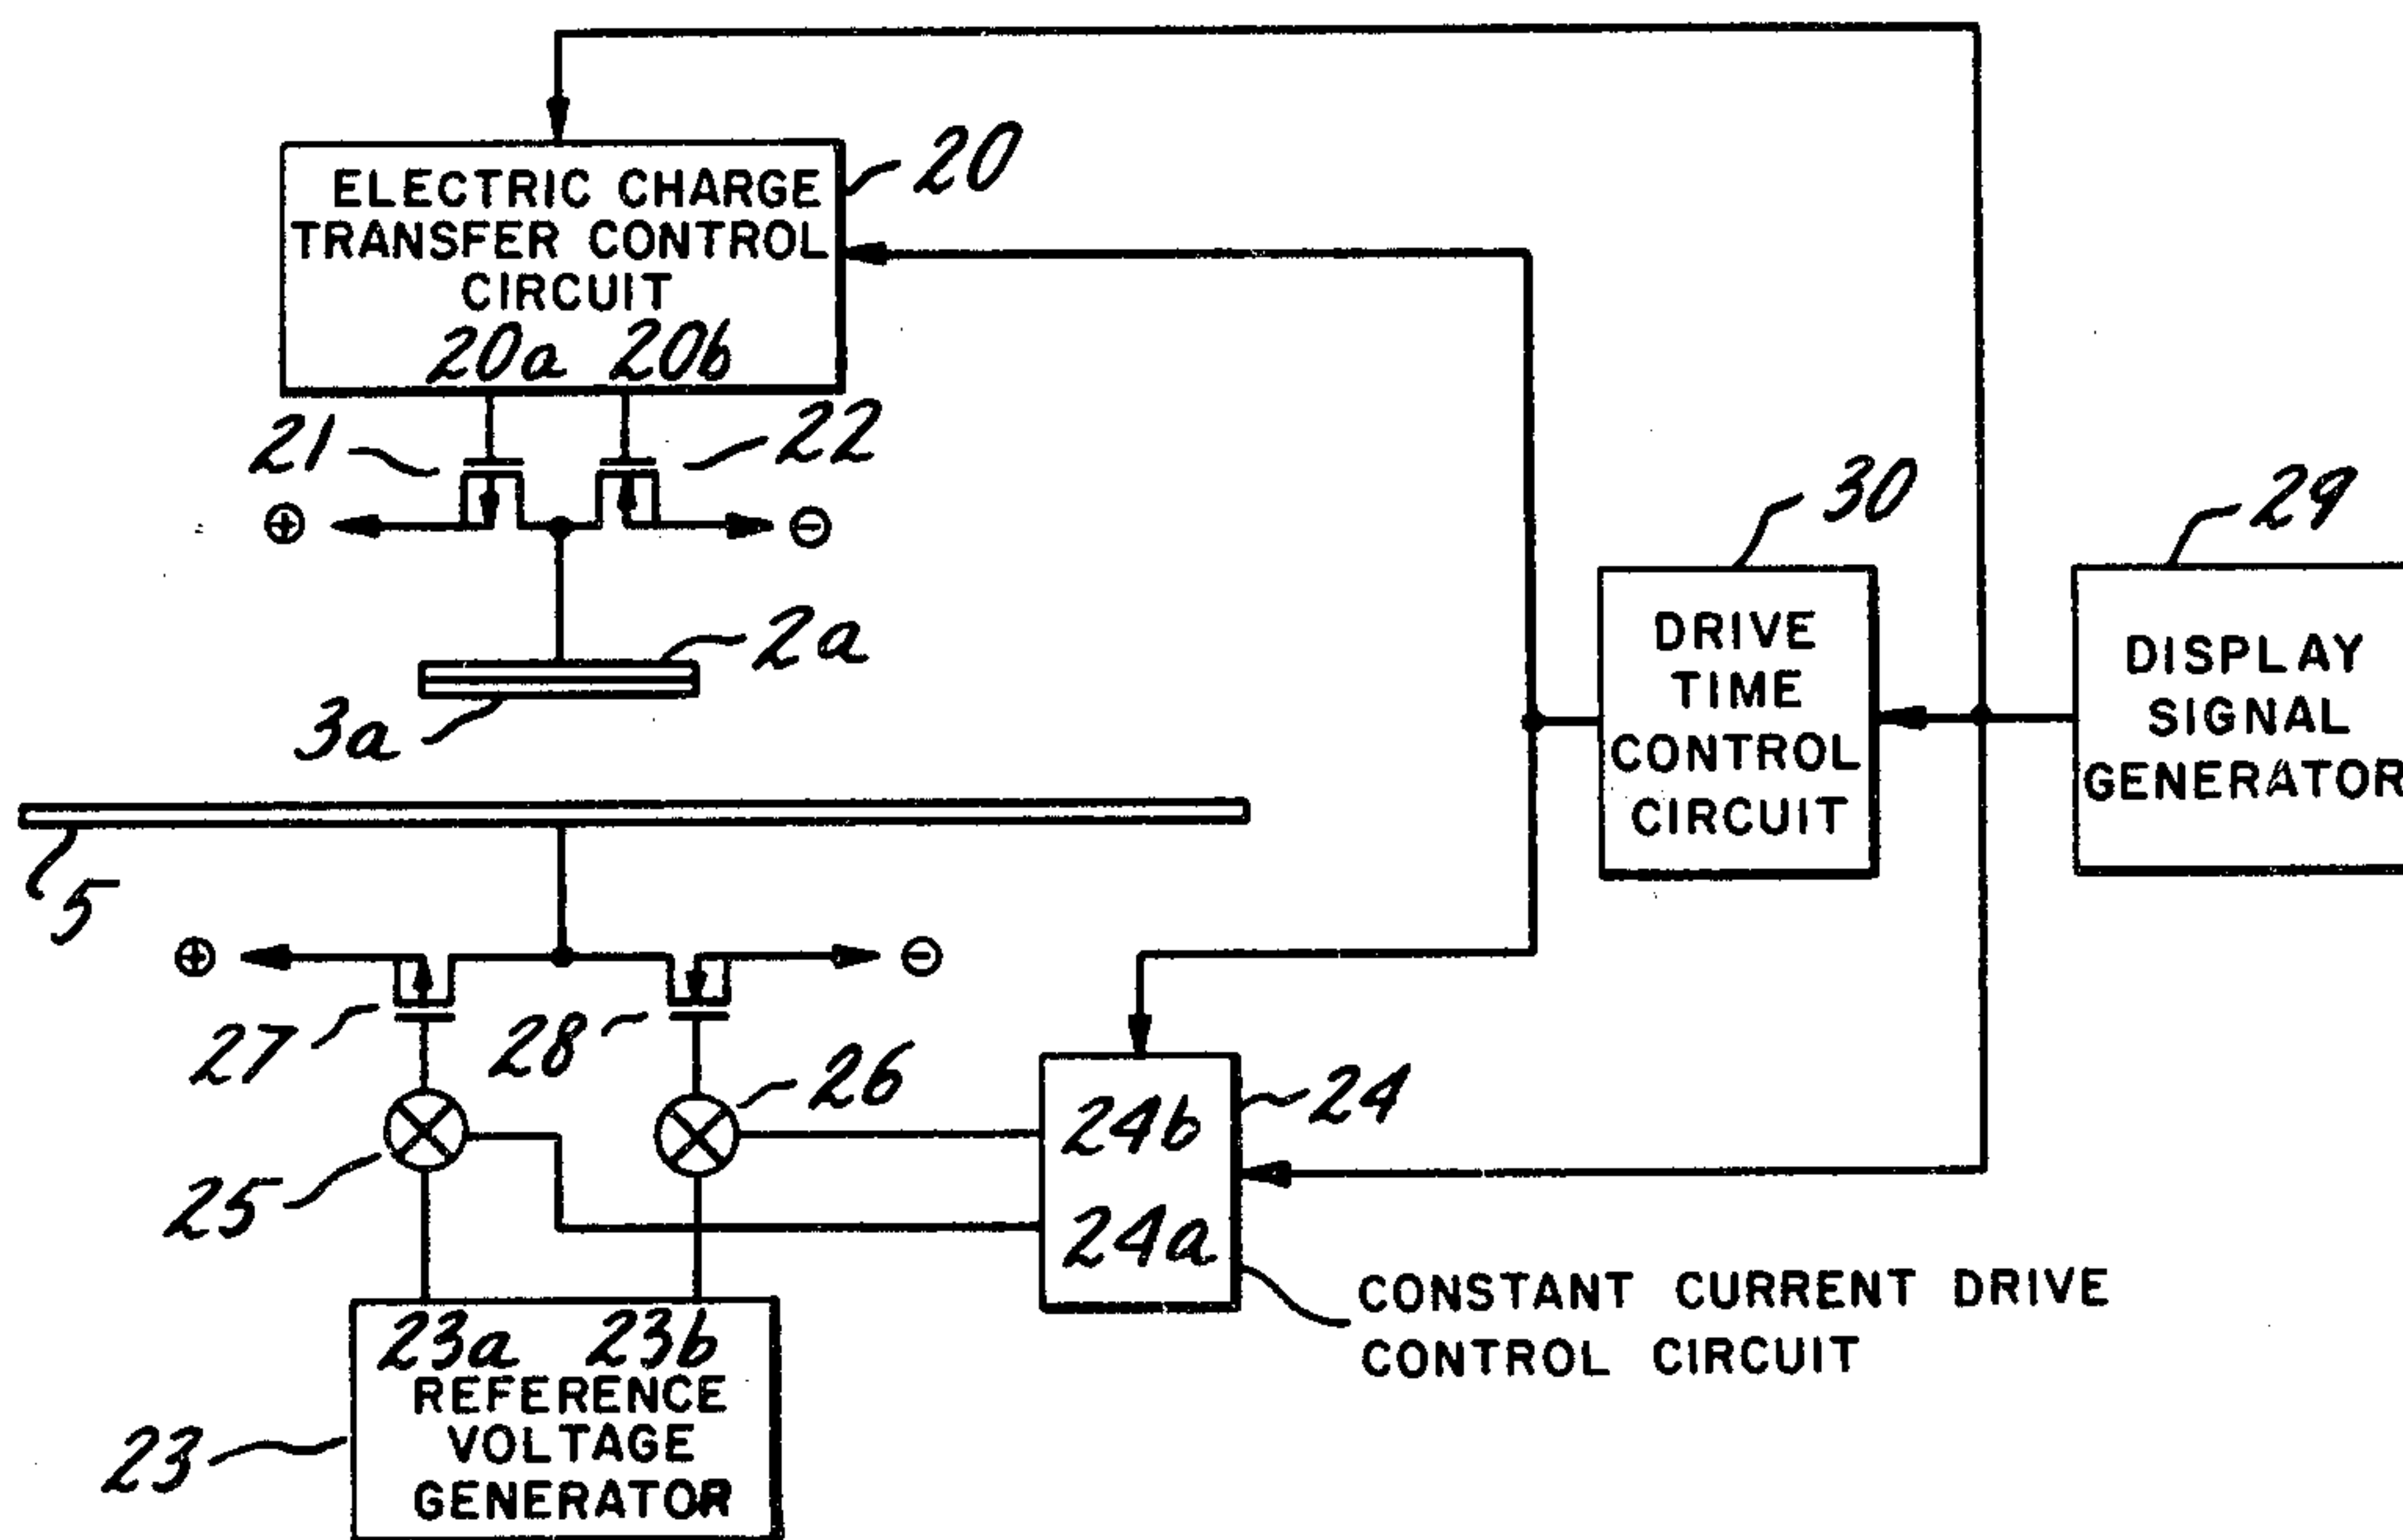 ELECTRIC CHARGE
TRANSFER CONTROL
CIRCUIT
20a 20b
20
21
22
⊕
⊖
2a
3a
5
30
DRIVE
TIME
CONTROL
CIRCUIT
29
DISPLAY
SIGNAL
GENERATOR
⊕
⊖
27
28
26
25
24b
24a
24
CONSTANT CURRENT DRIVE
CONTROL CIRCUIT
23a 23b
REFERENCE
VOLTAGE
GENERATOR
23